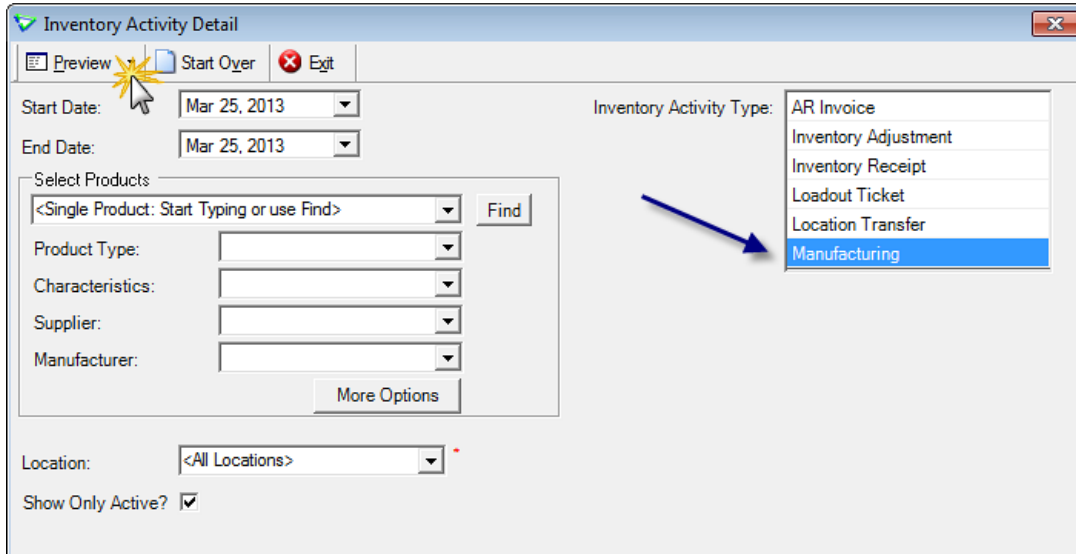 Inventory Activity Detail
Preview Start Over Exit
Start Date: Mar 25, 2013
End Date: Mar 25, 2013
Select Products
<Single Product: Start Typing or use Find> Find
Product Type:
Characteristics:
Supplier:
Manufacturer:
More Options
Location: <All Locations> *
Show Only Active?
Inventory Activity Type: AR Invoice
Inventory Adjustment
Inventory Receipt
Loadout Ticket
Location Transfer
Manufacturing